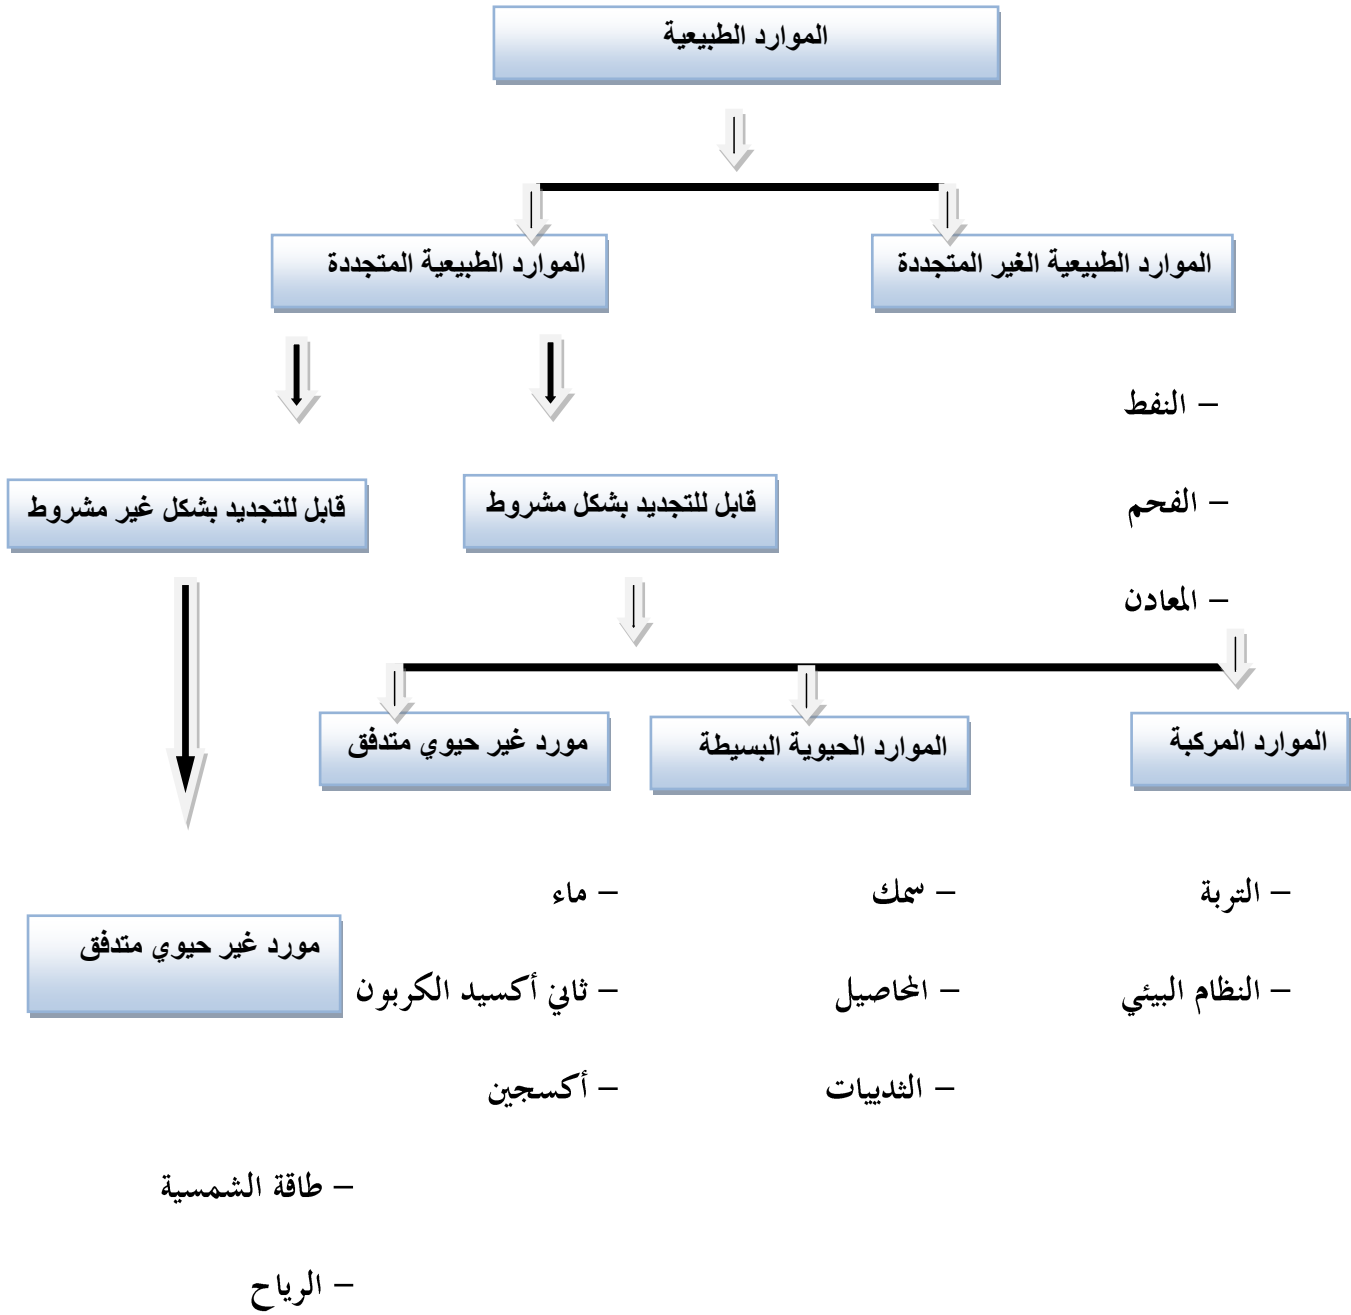 الموارد الطبيعية
الموارد الطبيعية الغير المتجددة
الموارد الطبيعية المتجددة
– النفط
– الفحم
– المعادن
قابل للتجديد بشكل مشروط
قابل للتجديد بشكل غير مشروط
الموارد المركبة
الموارد الحيوية البسيطة
مورد غير حيوي متدفق
– التربة
– النظام البيئي
– سمك
– المحاصيل
– الثدييات
– ماء
– ثاني أكسيد الكربون
– أكسجين
مورد غير حيوي متدفق
– طاقة الشمسية
– الرياح